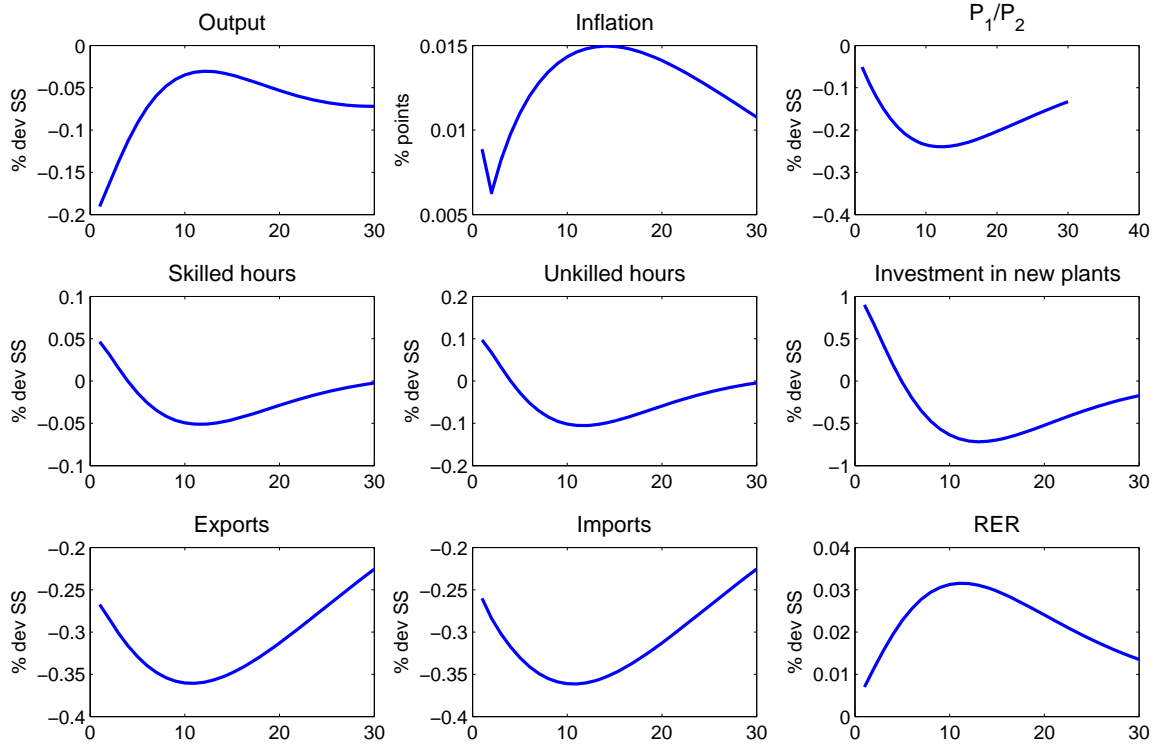 Output
0
−0.05
−0.1
−0.15
−0.2
% dev SS
0 10 20 30
Inflation
0.015
0.01
0.005
% points
0 10 20 30
P1/P2
0
−0.1
−0.2
−0.3
−0.4
% dev SS
0 10 20 30 40
Skilled hours
0.1
0.05
0
−0.05
−0.1
% dev SS
0 10 20 30
Unkilled hours
0.2
0.1
0
−0.1
−0.2
% dev SS
0 10 20 30
Investment in new plants
1
0.5
0
−0.5
−1
% dev SS
0 10 20 30
Exports
−0.2
−0.25
−0.3
−0.35
−0.4
% dev SS
0 10 20 30
Imports
−0.2
−0.25
−0.3
−0.35
−0.4
% dev SS
0 10 20 30
RER
0.04
0.03
0.02
0.01
0
% dev SS
0 10 20 30